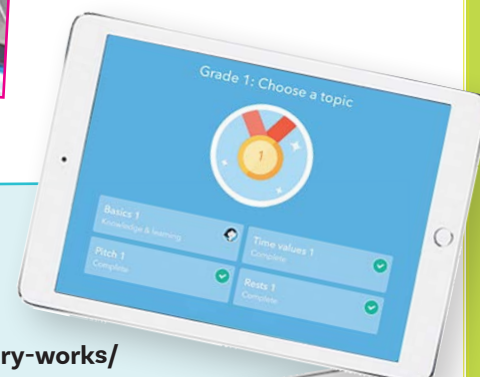 Grade 1: Choose a topic
1
Basics 1
Knowledge & learning
Time values 1
Complete
Pitch 1
Complete
Rests 1
Complete
ry-works/